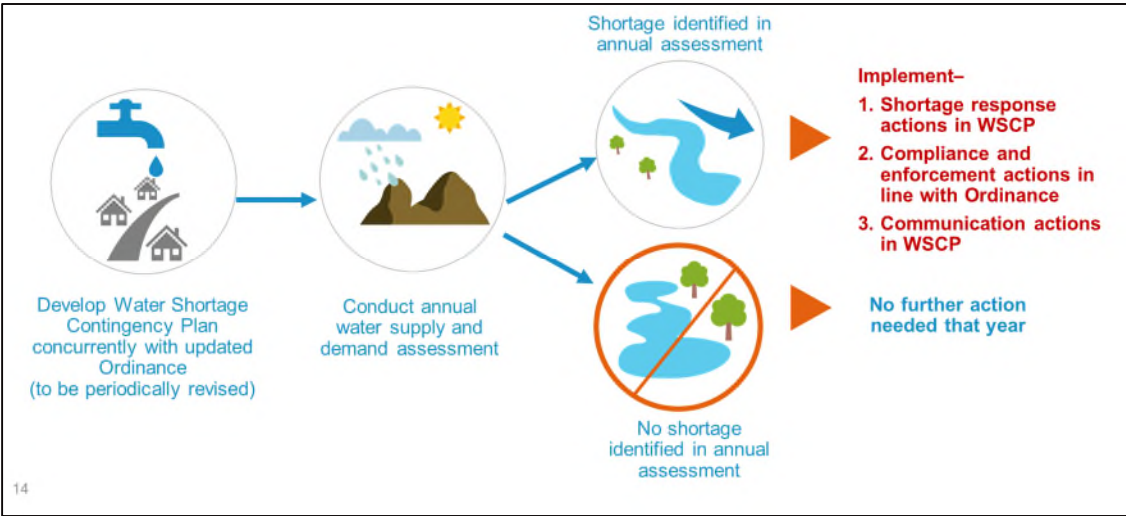 Develop Water Shortage
Contingency Plan
concurrently with updated
Ordinance
(to be periodically revised)
Conduct annual
water supply and
demand assessment
Shortage identified in
annual assessment
Implement–
1. Shortage response
actions in WSCP
2. Compliance and
enforcement actions in
line with Ordinance
3. Communication actions
in WSCP
No shortage
identified in annual
assessment
No further action
needed that year
14